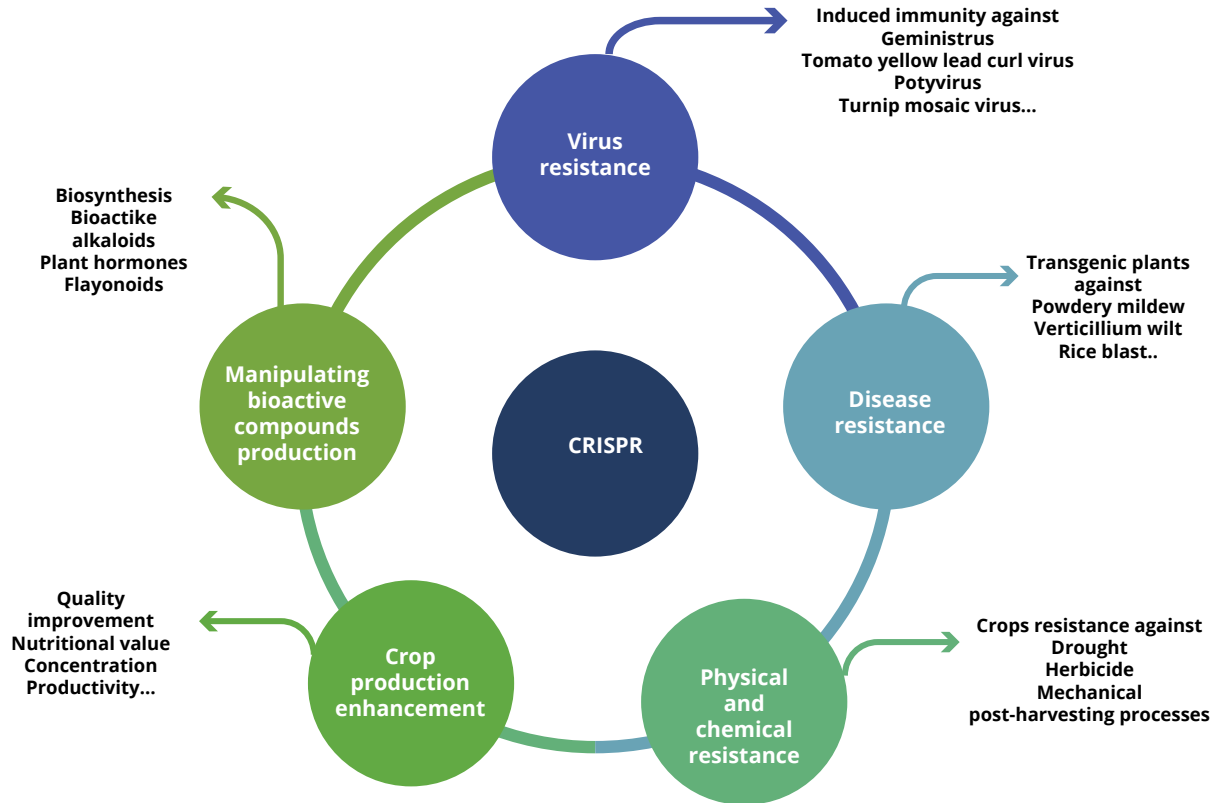 Induced immunity against
Geministrus
Tomato yellow lead curl virus
Potyvirus
Turnip mosaic virus...
Virus
resistance
Biosynthesis
Bioactike
alkaloids
Plant hormones
Flayonoids
Transgenic plants
against
Powdery mildew
Verticillium wilt
Rice blast..
Manipulating
bioactive
compounds
production
CRISPR
Disease
resistance
Quality
improvement
Nutritional value
Concentration
Productivity...
Crop
production
enhancement
Physical
and
chemical
resistance
Crops resistance against
Drought
Herbicide
Mechanical
post-harvesting processes